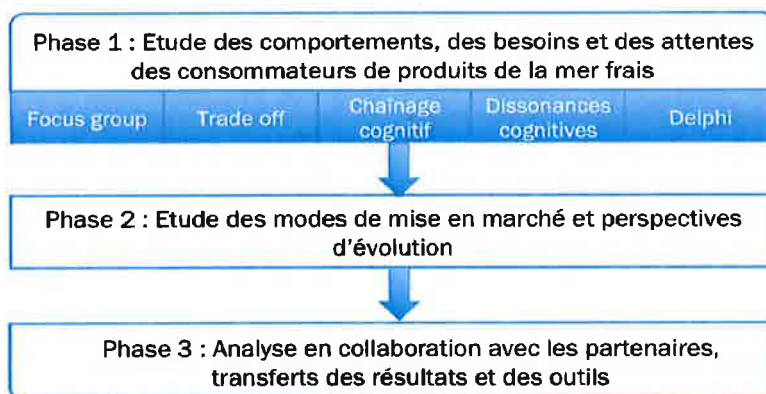 Phase 1 : Etude des comportements, des besoins et des attentes
des consommateurs de produits de la mer frais
Focus group
Trade off
Chaînage
cognitif
Dissonances
cognitives
Delphi
Phase 2 : Etude des modes de mise en marché et perspectives
d'évolution
Phase 3 : Analyse en collaboration avec les partenaires,
transferts des résultats et des outils